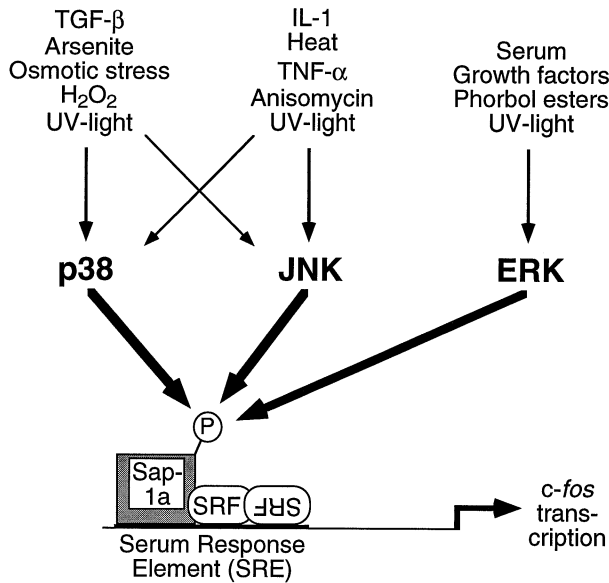 TGF-β
Arsenite
Osmotic stress
H₂O₂
UV-light
IL-1
Heat
TNF-α
Anisomycin
UV-light
Serum
Growth factors
Phorbol esters
UV-light
p38
JNK
ERK
P
Sap-
1a
SRF
SRF
Serum Response
Element (SRE)
c-fos
trans-
cription